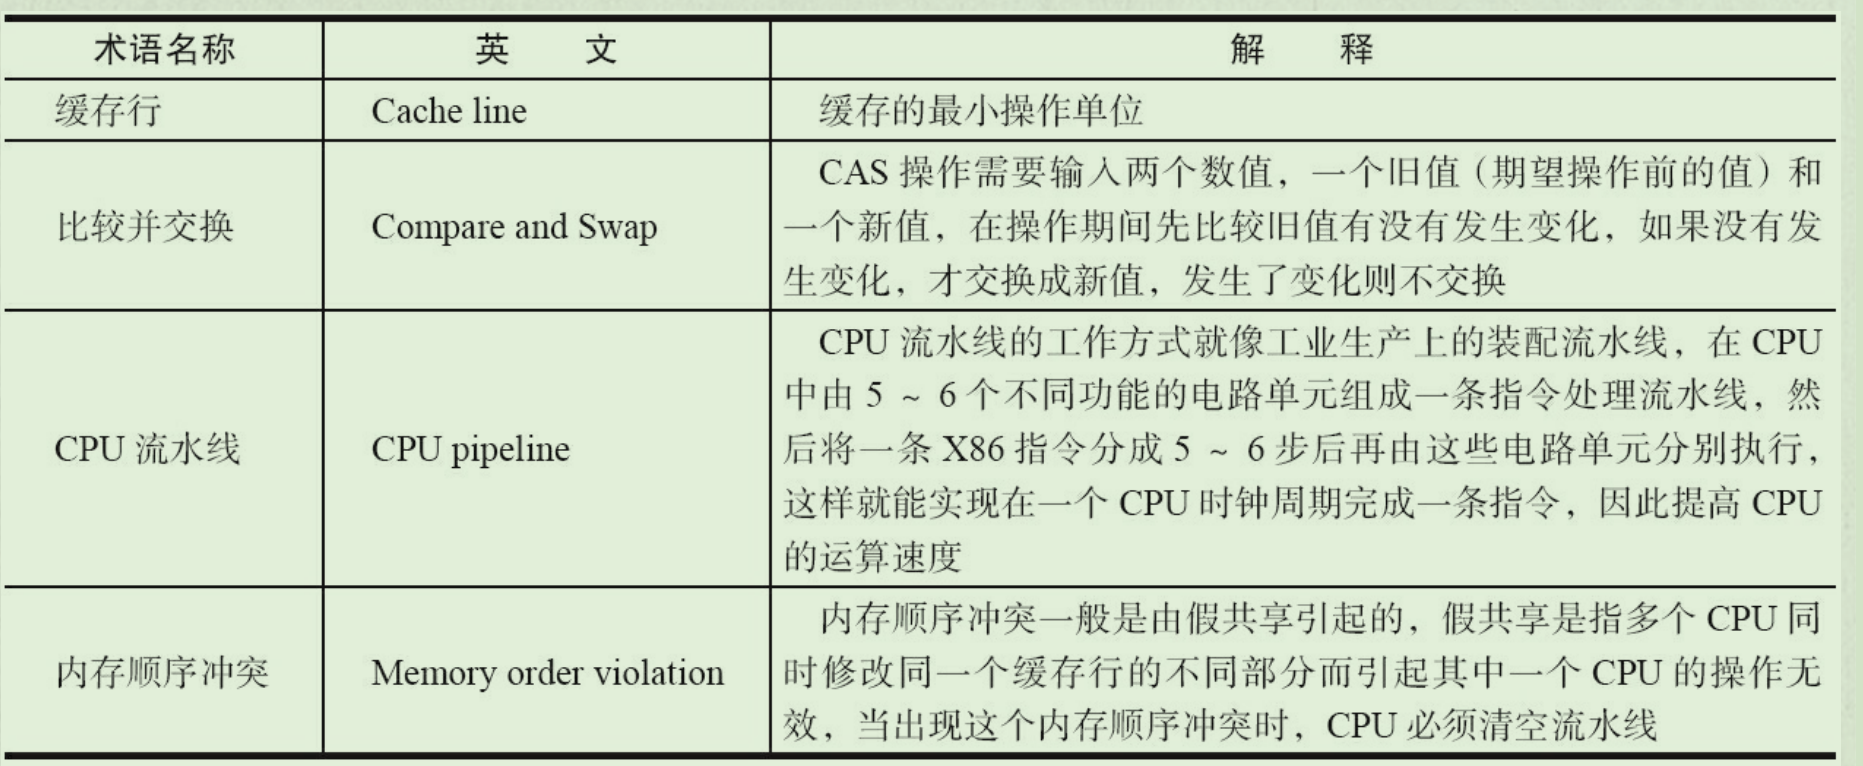 术语名称 英 文 解 释
缓存行 Cache line 缓存的最小操作单位
比较并交换 Compare and Swap
CAS 操作需要输入两个数值，一个旧值（期望操作前的值）和
一个新值，在操作期间先比较旧值有没有发生变化，如果没有发
生变化，才交换成新值，发生了变化则不交换
CPU 流水线 CPU pipeline
CPU 流水线的工作方式就像工业生产上的装配流水线，在 CPU
中由 5 ~ 6 个不同功能的电路单元组成一条指令处理流水线，然
后将一条 X86 指令分成 5 ~ 6 步后再由这些电路单元分别执行，
这样就能实现在一个 CPU 时钟周期完成一条指令，因此提高 CPU
的运算速度
内存顺序冲突 Memory order violation
内存顺序冲突一般是由假共享引起的，假共享是指多个 CPU 同
时修改同一个缓存行的不同部分而引起其中一个 CPU 的操作无
效，当出现这个内存顺序冲突时，CPU 必须清空流水线